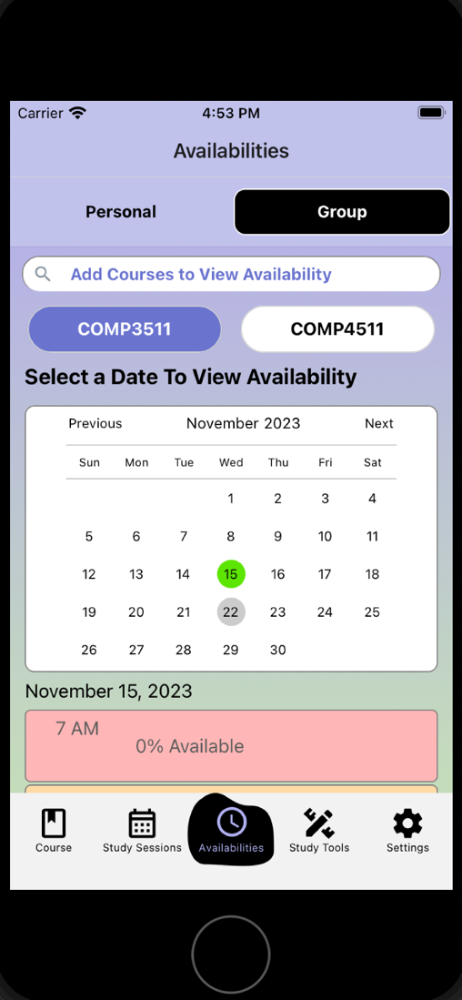 Carrier 4:53 PM
Availabilities
Personal Group
Add Courses to View Availability
COMP3511 COMP4511
Select a Date To View Availability
Previous November 2023 Next
Sun Mon Tue Wed Thu Fri Sat
1 2 3 4
5 6 7 8 9 10 11
12 13 14 15 16 17 18
19 20 21 22 23 24 25
26 27 28 29 30
November 15, 2023
7 AM
0% Available
Course Study Sessions Availabilities Study Tools Settings